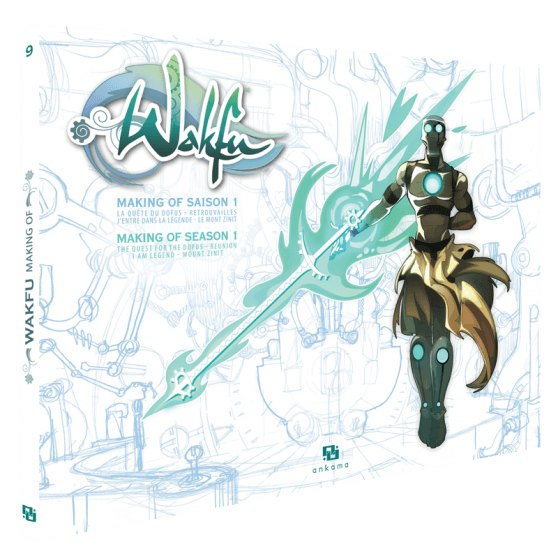 9
WAKFU MAKING OF
Wakfu
MAKING OF SAISON 1
LA QUÊTE DU DOFUS - RETROUVAILLES
J'ENTRE DANS LA LÉGENDE - LE MONT ZINIT
MAKING OF SEASON 1
THE QUEST FOR THE DOFUS - REUNION
I AM LEGEND - MOUNT ZINIT
ankama